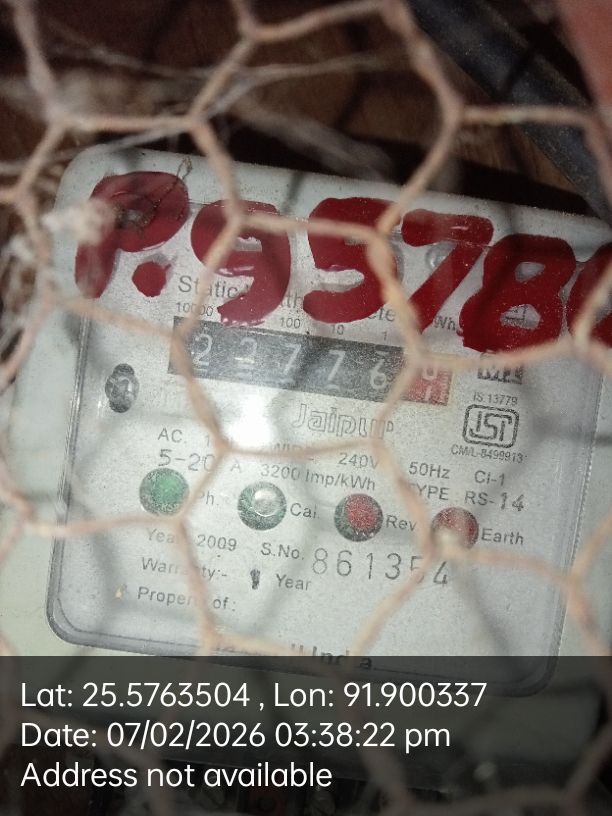 P.9578
Static
10000 100 10 1
2 2 7 7 6
Jaipur
IS 13779
ISI
CM/L-8499913
AC. 240V 50Hz Cl-1
5-20 A 3200 Imp/kWh TYPE RS-14
Ph. Cal Rev Earth
Year 2009 S.No. 861354
Warranty:- Year
Property of:
India
Lat: 25.5763504 , Lon: 91.900337
Date: 07/02/2026 03:38:22 pm
Address not available